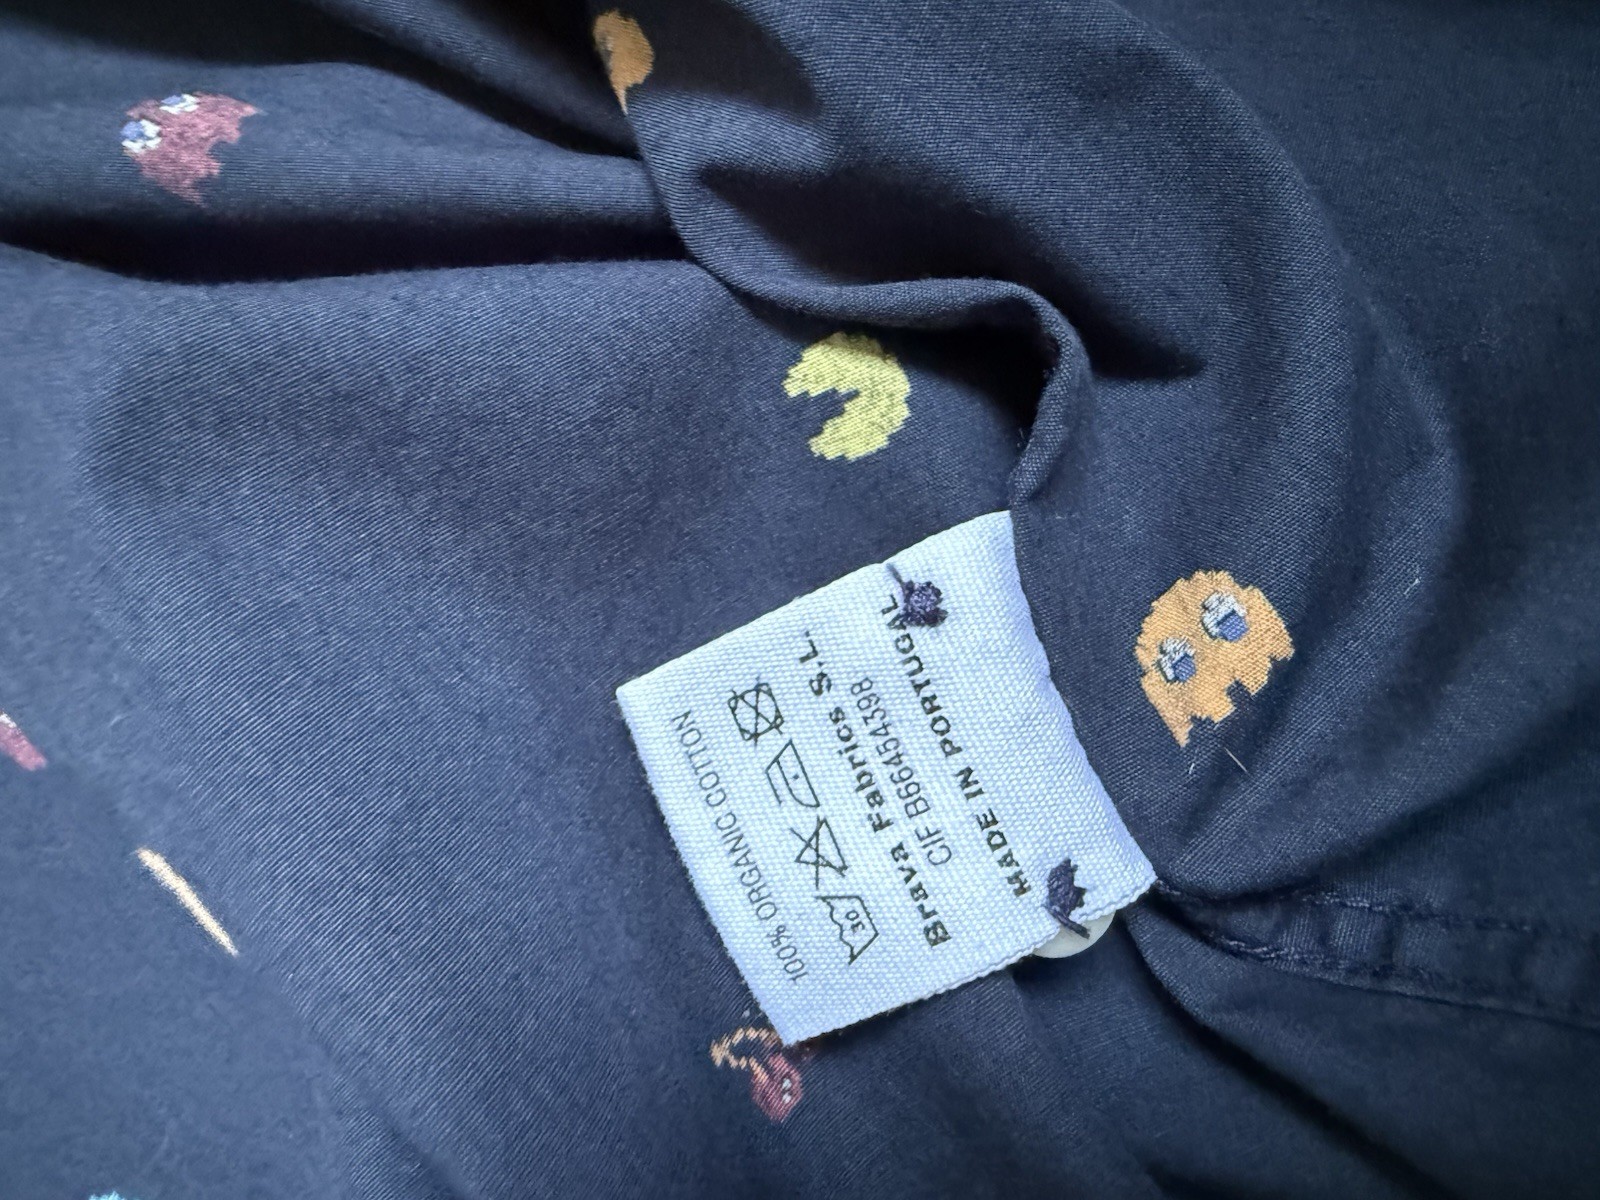 100% ORGANIC COTTON
30
Brava Fabrics S.L.
CIF B66454398
MADE IN PORTUGAL